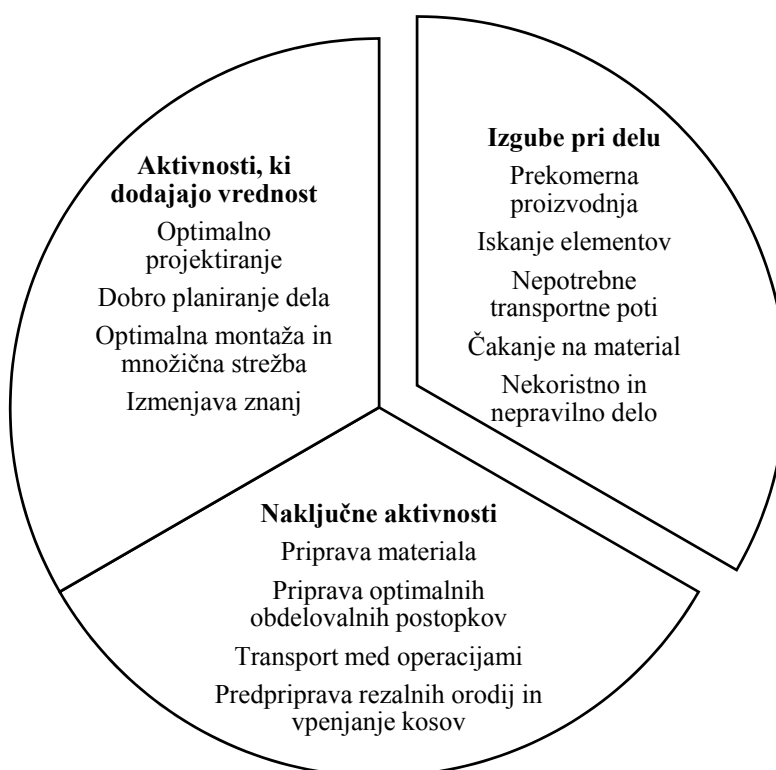 Aktivnosti, ki
dodajajo vrednost
Optimalno
projektiranje
Dobro planiranje dela
Optimalna montaža in
množična strežba
Izmenjava znanj
Izgube pri delu
Prekomerna
proizvodnja
Iskanje elementov
Nepotrebne
transportne poti
Čakanje na material
Nekoristno in
nepravilno delo
Naključne aktivnosti
Priprava materiala
Priprava optimalnih
obdelovalnih postopkov
Transport med operacijami
Predpriprava rezalnih orodij in
vpenjanje kosov